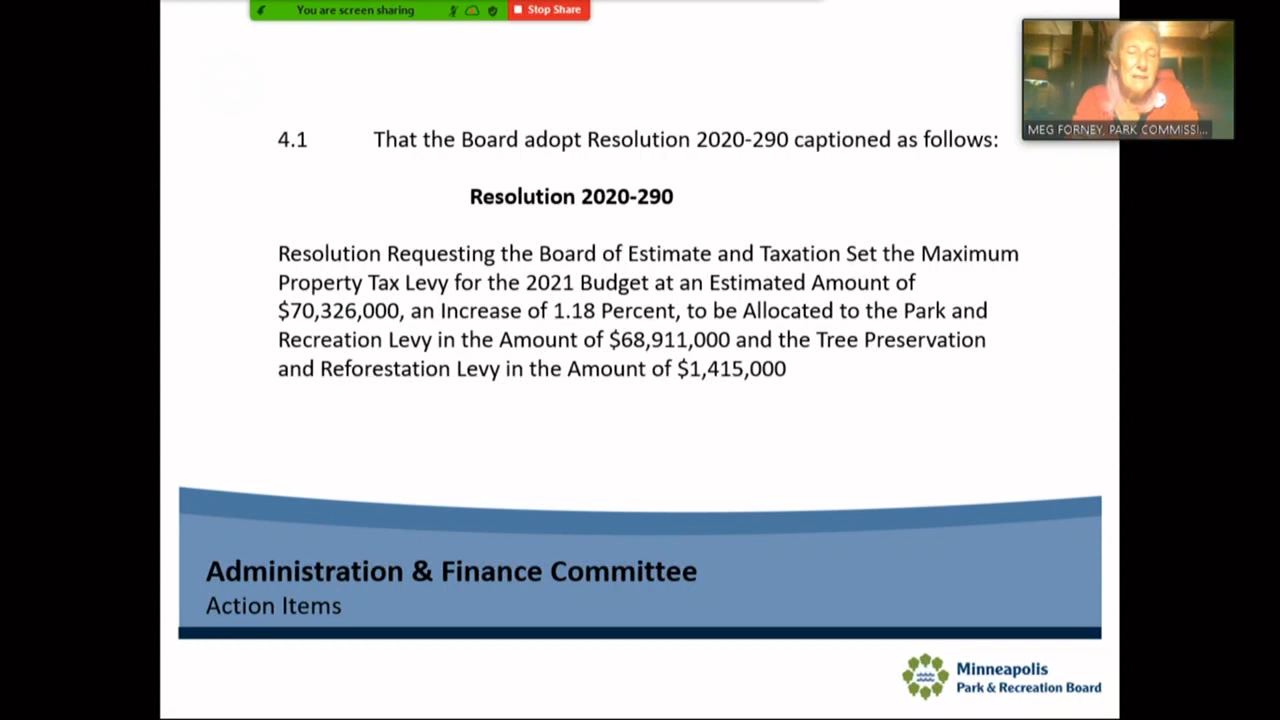 You are screen sharing
Stop Share
MEG FORNEY, PARK COMMISSI...
4.1 That the Board adopt Resolution 2020-290 captioned as follows:
Resolution 2020-290
Resolution Requesting the Board of Estimate and Taxation Set the Maximum
Property Tax Levy for the 2021 Budget at an Estimated Amount of
$70,326,000, an Increase of 1.18 Percent, to be Allocated to the Park and
Recreation Levy in the Amount of $68,911,000 and the Tree Preservation
and Reforestation Levy in the Amount of $1,415,000
Administration & Finance Committee
Action Items
Minneapolis
Park & Recreation Board